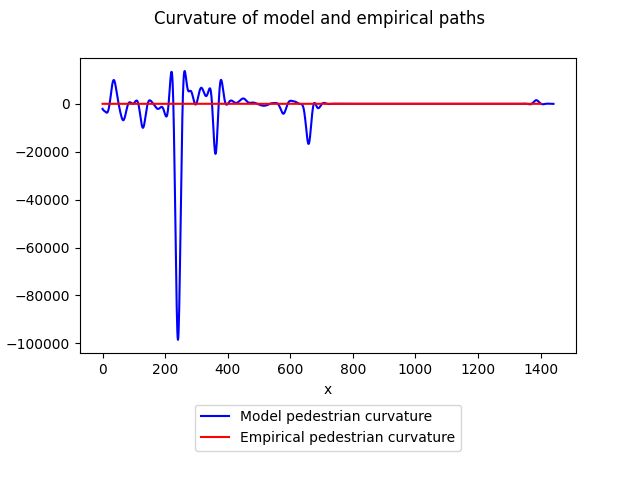 Curvature of model and empirical paths
0
−20000
−40000
−60000
−80000
−100000
0 200 400 600 800 1000 1200 1400
x
Model pedestrian curvature
Empirical pedestrian curvature